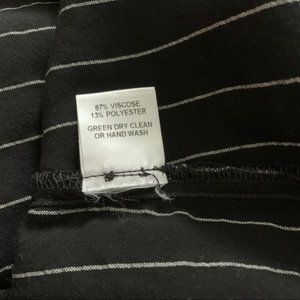 87% VISCOSE
13% POLYESTER
GREEN DRY CLEAN
OR HAND WASH